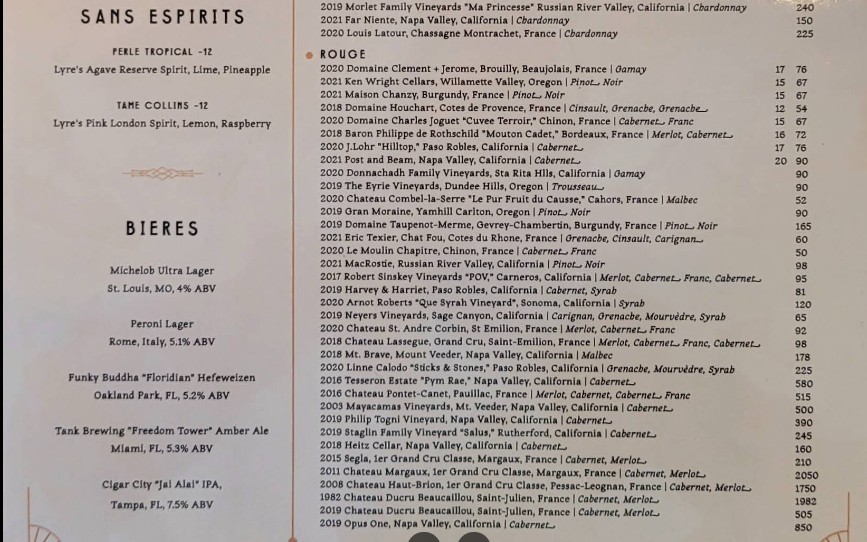 SANS ESPIRITS
PERLE TROPICAL -12
Lyre's Agave Reserve Spirit, Lime, Pineapple
TAME COLLINS -12
Lyre's Pink London Spirit, Lemon, Raspberry
BIERES
Michelob Ultra Lager
St. Louis, MO, 4% ABV
Peroni Lager
Rome, Italy, 5.1% ABV
Funky Buddha "Floridian" Hefeweizen
Oakland Park, FL, 5.2% ABV
Tank Brewing "Freedom Tower" Amber Ale
Miami, FL, 5.3% ABV
Cigar City "Jai Alai" IPA,
Tampa, FL, 7.5% ABV
2019 Morlet Family Vineyards "Ma Princesse" Russian River Valley, California | Chardonnay 240
2021 Far Niente, Napa Valley, California | Chardonnay 150
2020 Louis Latour, Chassagne Montrachet, France | Chardonnay 225
ROUGE
2020 Domaine Clement + Jerome, Brouilly, Beaujolais, France | Gamay 17 76
2021 Ken Wright Cellars, Willamette Valley, Oregon | Pinot Noir 15 67
2021 Maison Chanzy, Burgundy, France | Pinot Noir 15 67
2018 Domaine Houchart, Cotes de Provence, France | Cinsault, Grenache, Grenache 12 54
2020 Domaine Charles Joguet "Cuvee Terroir," Chinon, France | Cabernet Franc 15 67
2018 Baron Philippe de Rothschild "Mouton Cadet," Bordeaux, France | Merlot, Cabernet 16 72
2020 J.Lohr "Hilltop," Paso Robles, California | Cabernet 17 76
2021 Post and Beam, Napa Valley, California | Cabernet 20 90
2020 Donnachadh Family Vineyards, Sta Rita Hlls, California | Gamay 90
2019 The Eyrie Vineyards, Dundee Hills, Oregon | Trousseau 90
2020 Chateau Combel-la-Serre "Le Pur Fruit du Causse," Cahors, France | Malbec 52
2019 Gran Moraine, Yamhill Carlton, Oregon | Pinot Noir 90
2019 Domaine Taupenot-Merme, Gevrey-Chambertin, Burgundy, France | Pinot Noir 165
2021 Eric Texier, Chat Fou, Cotes du Rhone, France | Grenache, Cinsault, Carignan 60
2020 Le Moulin Chapitre, Chinon, France | Cabernet Franc 50
2021 MacRostie, Russian River Valley, California | Pinot Noir 98
2017 Robert Sinskey Vineyards "POV," Carneros, California | Merlot, Cabernet Franc, Cabernet 95
2019 Harvey & Harriet, Paso Robles, California | Cabernet, Syrah 81
2020 Arnot Roberts "Que Syrah Vineyard", Sonoma, California | Syrah 120
2019 Neyers Vineyards, Sage Canyon, California | Carignan, Grenache, Mourvèdre, Syrah 65
2020 Chateau St. Andre Corbin, St Emilion, France | Merlot, Cabernet Franc 92
2018 Chateau Lassegue, Grand Cru, Saint-Emilion, France | Merlot, Cabernet Franc, Cabernet 98
2018 Mt. Brave, Mount Veeder, Napa Valley, California | Malbec 178
2020 Linne Calodo "Sticks & Stones," Paso Robles, California | Grenache, Mourvèdre, Syrah 225
2016 Tesseron Estate "Pym Rae," Napa Valley, California | Cabernet 580
2016 Chateau Pontet-Canet, Pauillac, France | Merlot, Cabernet, Cabernet Franc 515
2003 Mayacamas Vineyards, Mt. Veeder, Napa Valley, California | Cabernet 500
2019 Philip Togni Vineyard, Napa Valley, California | Cabernet 390
2019 Staglin Family Vineyard "Salus," Rutherford, California | Cabernet 245
2018 Heitz Cellar, Napa Valley, California | Cabernet 160
2015 Segla, 1er Grand Cru Classe, Margaux, France | Cabernet, Merlot 210
2011 Chateau Margaux, 1er Grand Cru Classe, Margaux, France | Cabernet, Merlot 2050
2008 Chateau Haut-Brion, 1er Grand Cru Classe, Pessac-Leognan, France | Cabernet, Merlot 1750
1982 Chateau Ducru Beaucaillou, Saint-Julien, France | Cabernet, Merlot 1982
2019 Chateau Ducru Beaucaillou, Saint-Julien, France | Cabernet, Merlot 505
2019 Opus One, Napa Valley, California | Cabernet 850